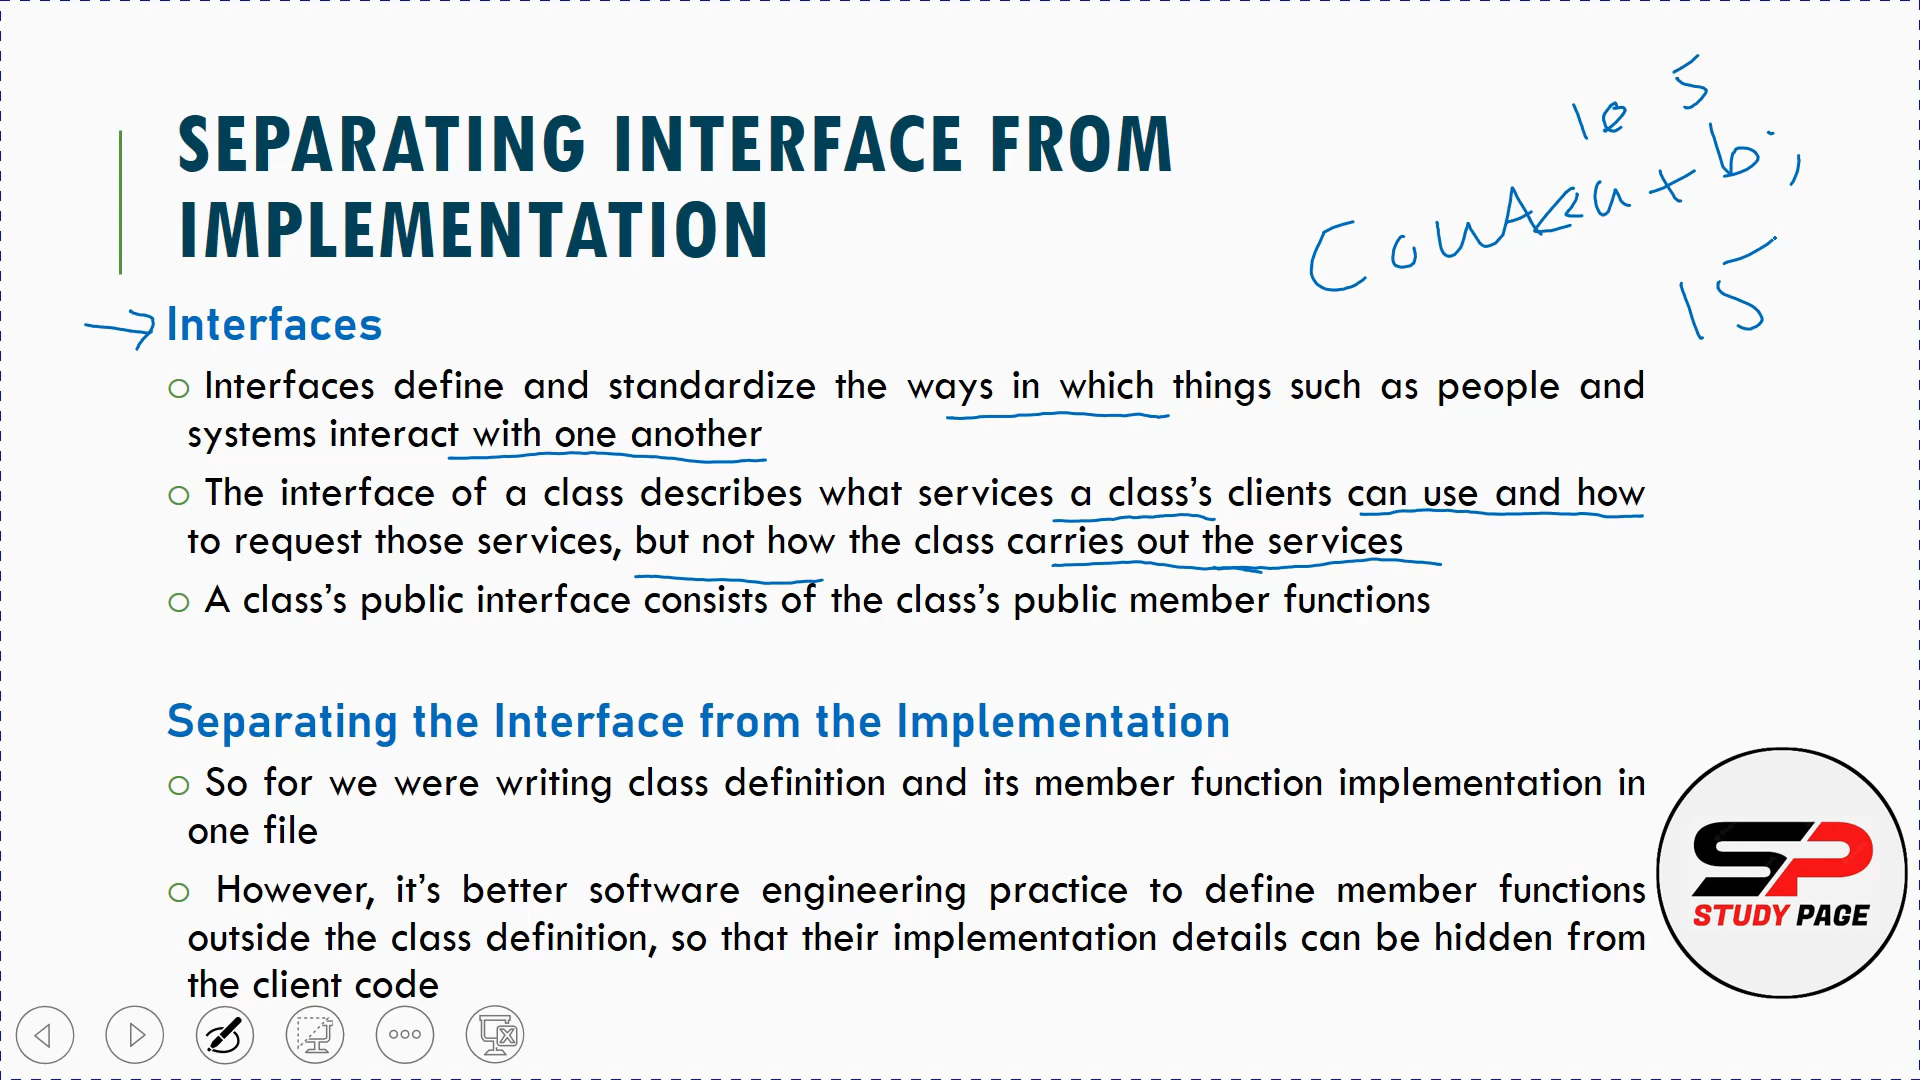 SEPARATING INTERFACE FROM
IMPLEMENTATION
10 5
Cout<<a+b;
15
Interfaces
Interfaces define and standardize the ways in which things such as people and
systems interact with one another
The interface of a class describes what services a class’s clients can use and how
to request those services, but not how the class carries out the services
A class’s public interface consists of the class’s public member functions
Separating the Interface from the Implementation
So for we were writing class definition and its member function implementation in
one file
However, it’s better software engineering practice to define member functions
outside the class definition, so that their implementation details can be hidden from
the client code
SP
STUDY PAGE